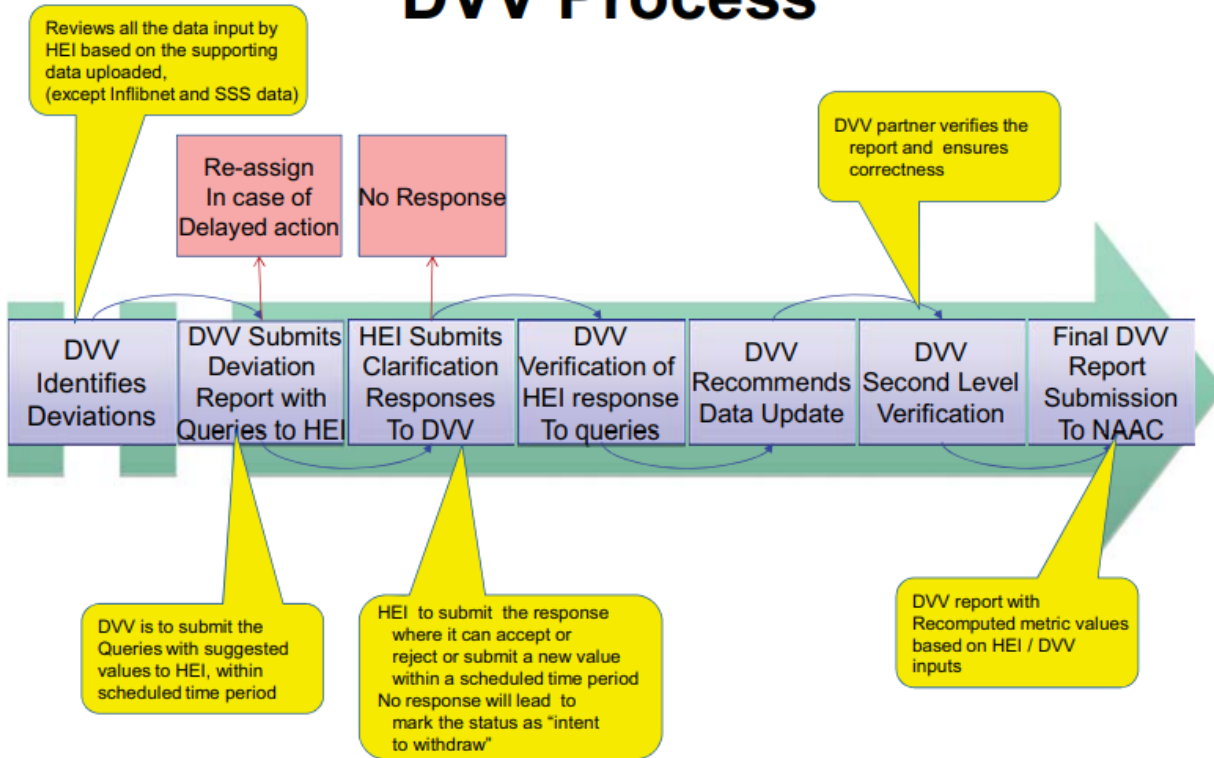 DVV Process
Reviews all the data input by
HEI based on the supporting
data uploaded,
(except Inflibnet and SSS data)
Re-assign
In case of
Delayed action
No Response
DVV partner verifies the
report and ensures
correctness
DVV
Identifies
Deviations
DVV Submits
Deviation
Report with
Queries to HEI
HEI Submits
Clarification
Responses
To DVV
DVV
Verification of
HEI response
To queries
DVV
Recommends
Data Update
DVV
Second Level
Verification
Final DVV
Report
Submission
To NAAC
DVV is to submit the
Queries with suggested
values to HEI, within
scheduled time period
HEI to submit the response
where it can accept or
reject or submit a new value
within a scheduled time period
No response will lead to
mark the status as “intent
to withdraw”
DVV report with
Recomputed metric values
based on HEI / DVV
inputs